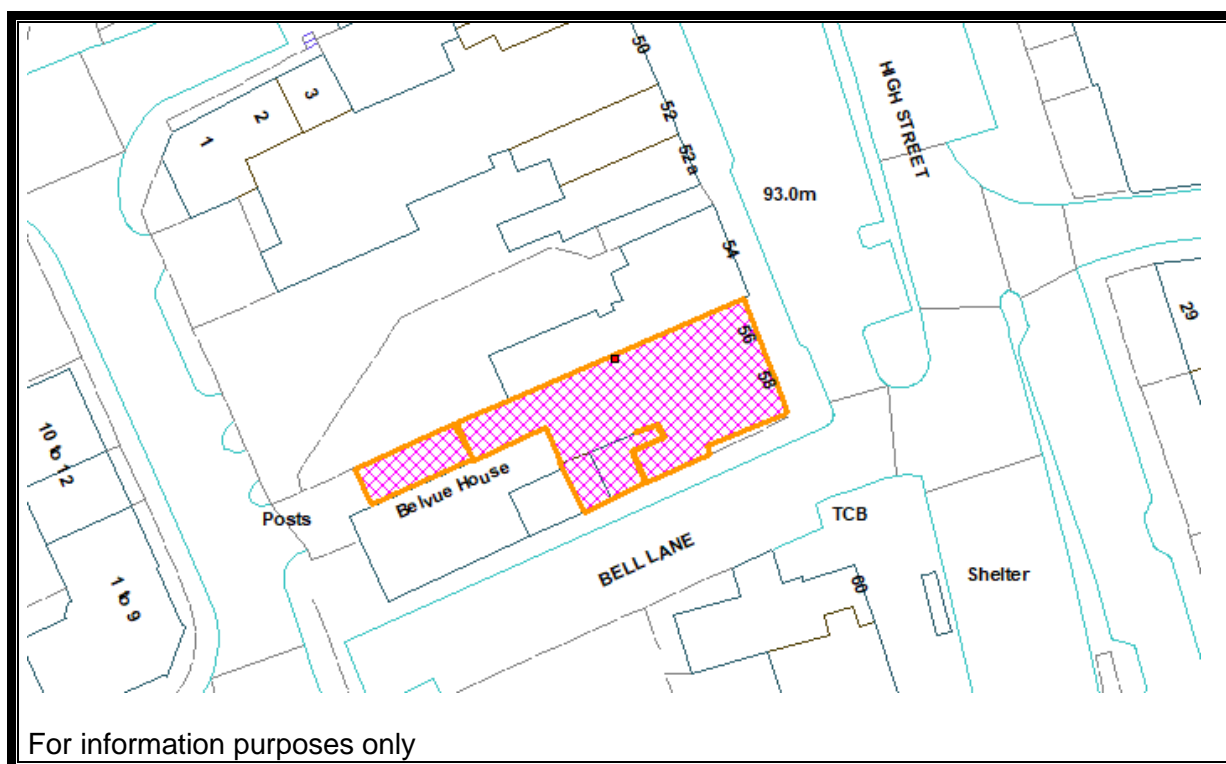 50
3
2
1
52
HIGH STREET
52a
93.0m
54
29
56
58
10 to 12
Belvue House
Posts
TCB
BELL LANE
Shelter
60
1 to 9
For information purposes only